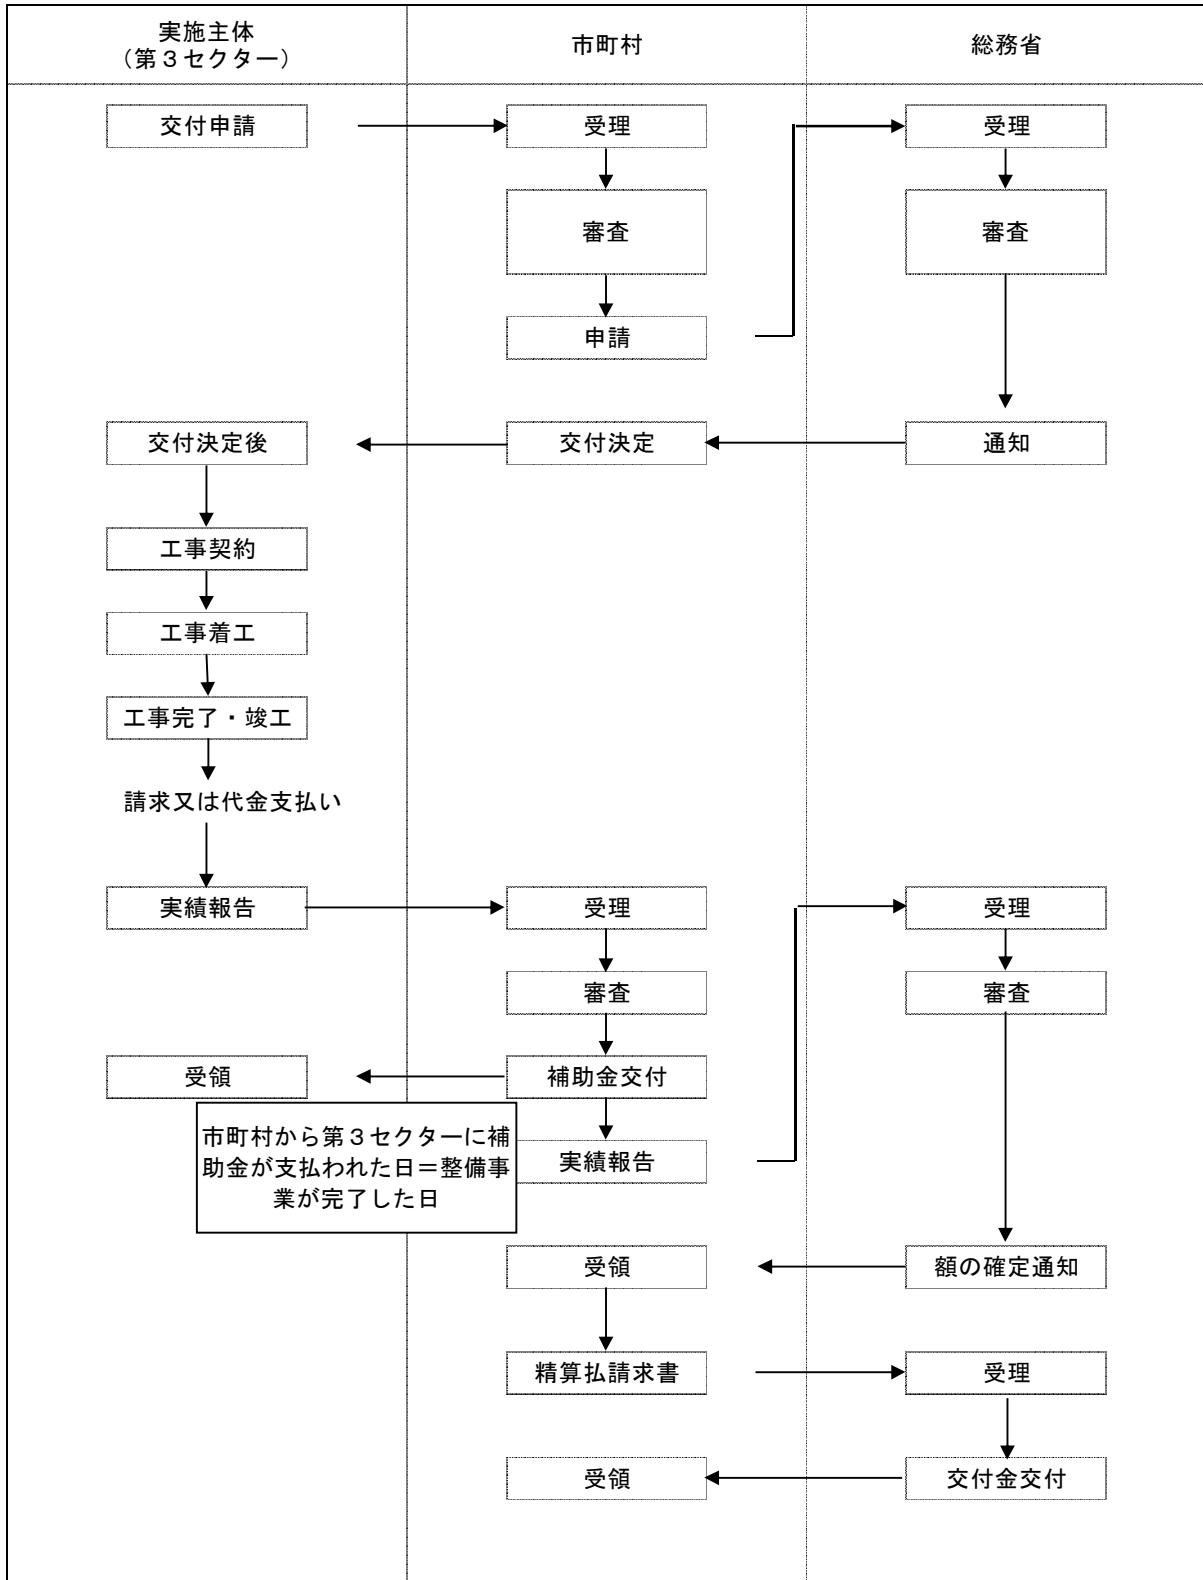 実施主体
(第３セクター)
市町村
総務省
交付申請
受理
受理
審査
審査
申請
交付決定後
交付決定
通知
工事契約
工事着工
工事完了・竣工
請求又は代金支払い
実績報告
受理
受理
審査
審査
受領
補助金交付
市町村から第３セクターに補
助金が支払われた日＝整備事
業が完了した日
実績報告
受領
額の確定通知
精算払請求書
受理
受領
交付金交付